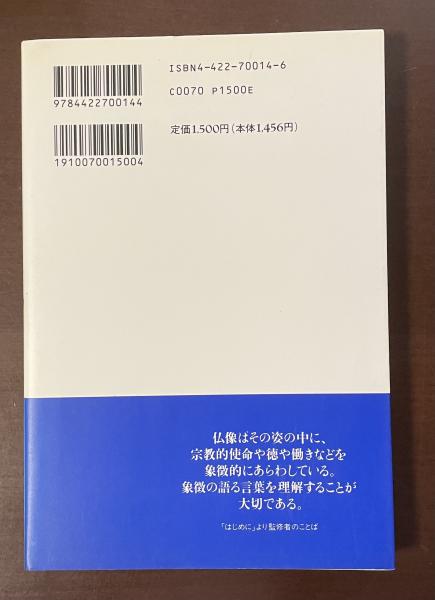 ISBN4-422-70014-6
9784422700144
C0070 P1500E
定価1,500円(本体1,456円)
1910070015004
仏像はその姿の中に、
宗教的使命や徳や働きなどを
象徴的にあらわしている。
象徴の語る言葉を理解することが
大切である。
「はじめに」より監修者のことば